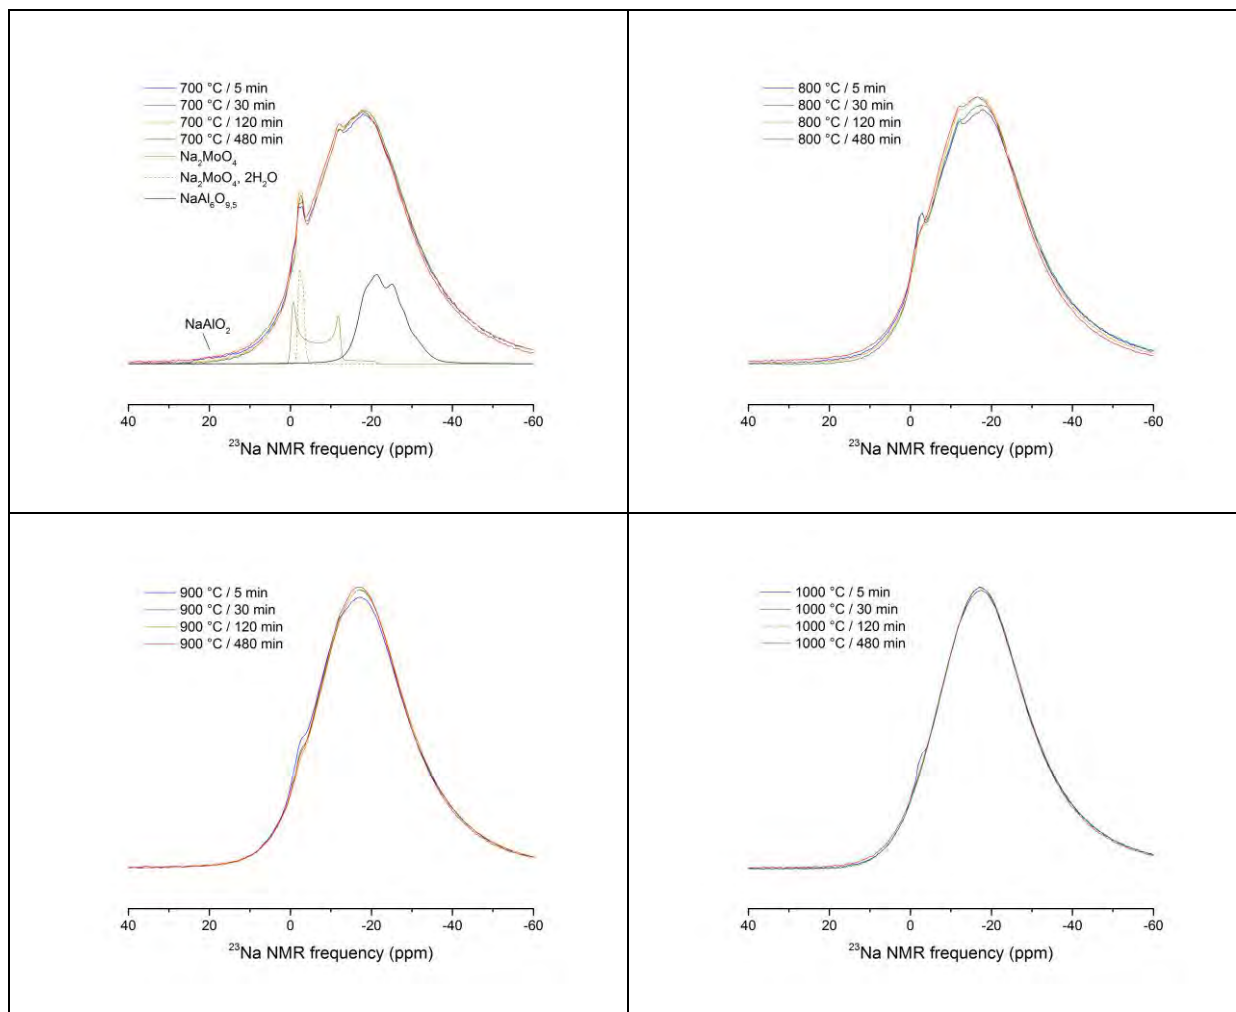 700 °C / 5 min
700 °C / 30 min
700 °C / 120 min
700 °C / 480 min
Na₂MoO₄
Na₂MoO₄, 2H₂O
NaAl₆O₉,₅
NaAlO₂
40 20 0 -20 -40 -60
²³Na NMR frequency (ppm)
800 °C / 5 min
800 °C / 30 min
800 °C / 120 min
800 °C / 480 min
40 20 0 -20 -40 -60
²³Na NMR frequency (ppm)
900 °C / 5 min
900 °C / 30 min
900 °C / 120 min
900 °C / 480 min
40 20 0 -20 -40 -60
²³Na NMR frequency (ppm)
1000 °C / 5 min
1000 °C / 30 min
1000 °C / 120 min
1000 °C / 480 min
40 20 0 -20 -40 -60
²³Na NMR frequency (ppm)